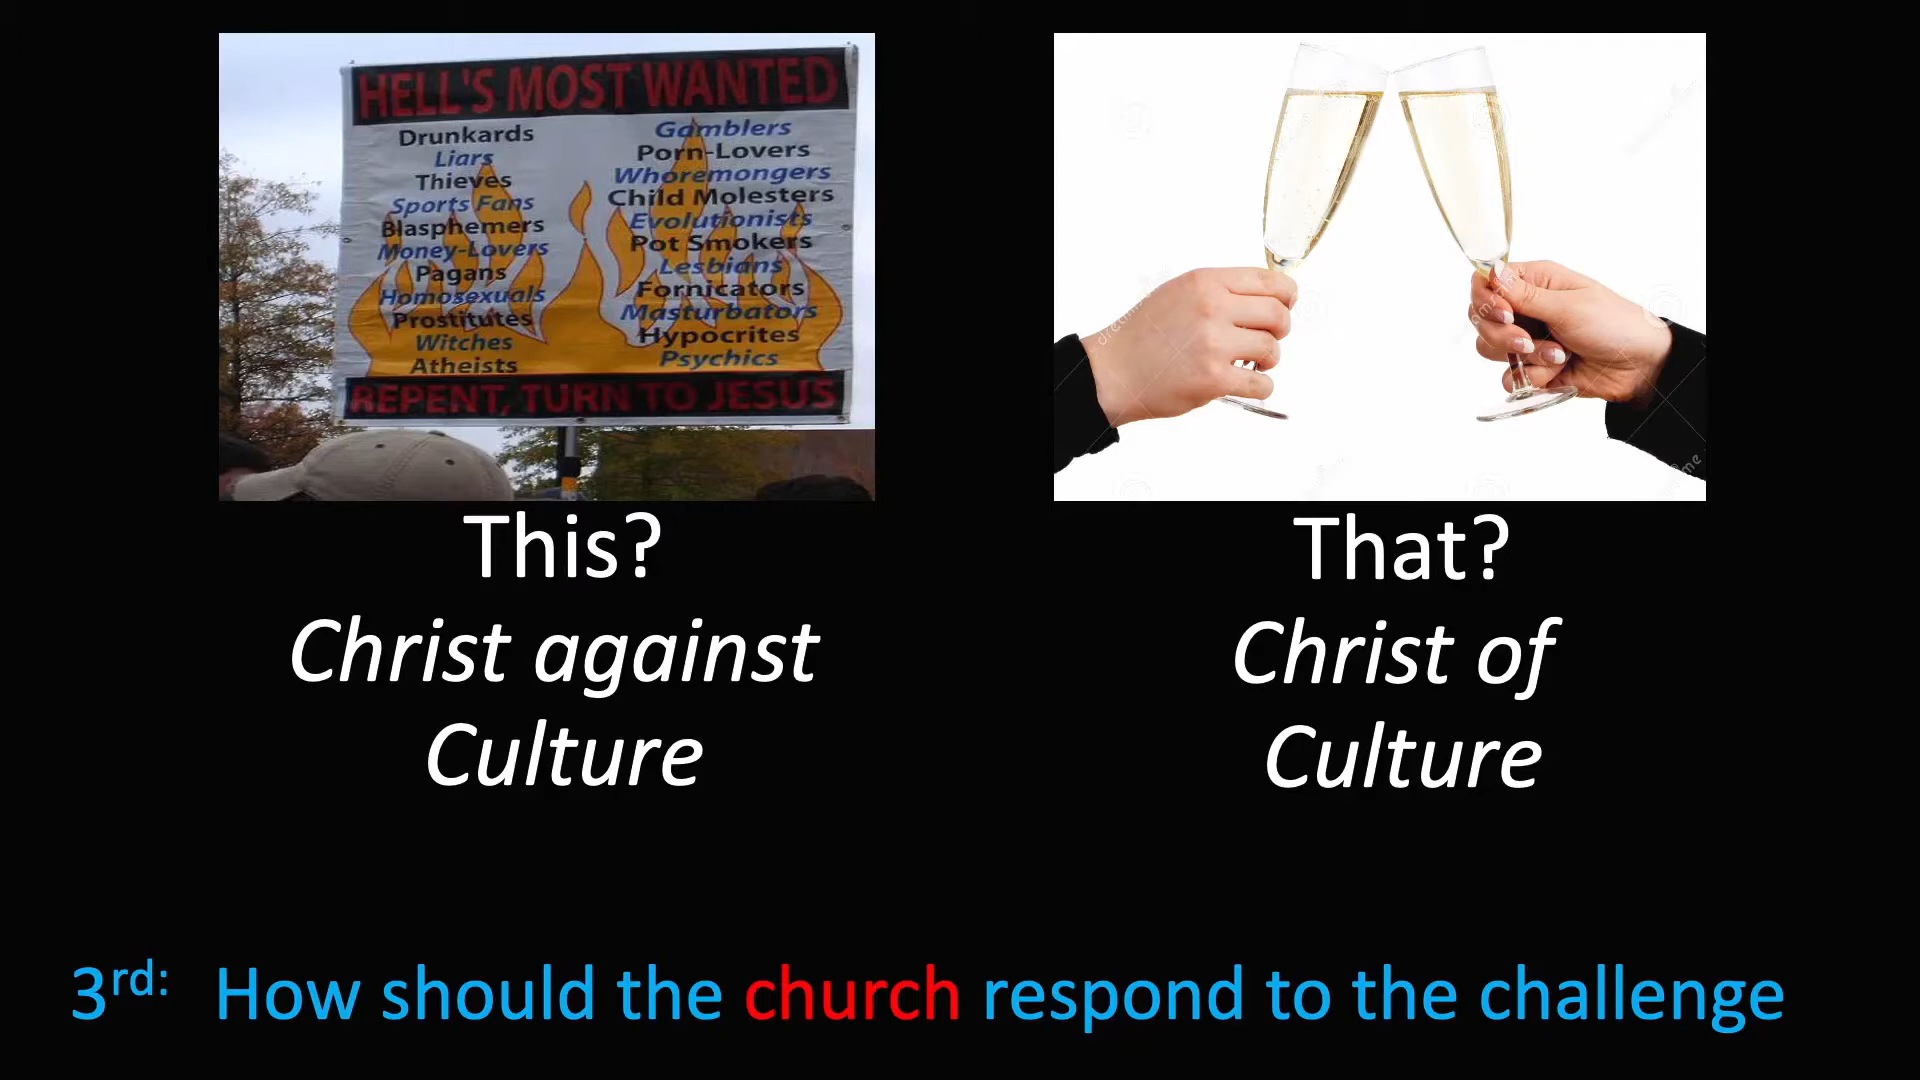 HELL'S MOST WANTED
Drunkards
Liars
Thieves
Sports Fans
Blasphemers
Money-Lovers
Pagans
Homosexuals
Prostitutes
Witches
Atheists
Gamblers
Porn-Lovers
Whoremongers
Child Molesters
Evolutionists
Pot Smokers
Lesbians
Fornicators
Masturbators
Hypocrites
Psychics
REPENT, TURN TO JESUS
This?
Christ against
Culture
That?
Christ of
Culture
3rd: How should the church respond to the challenge